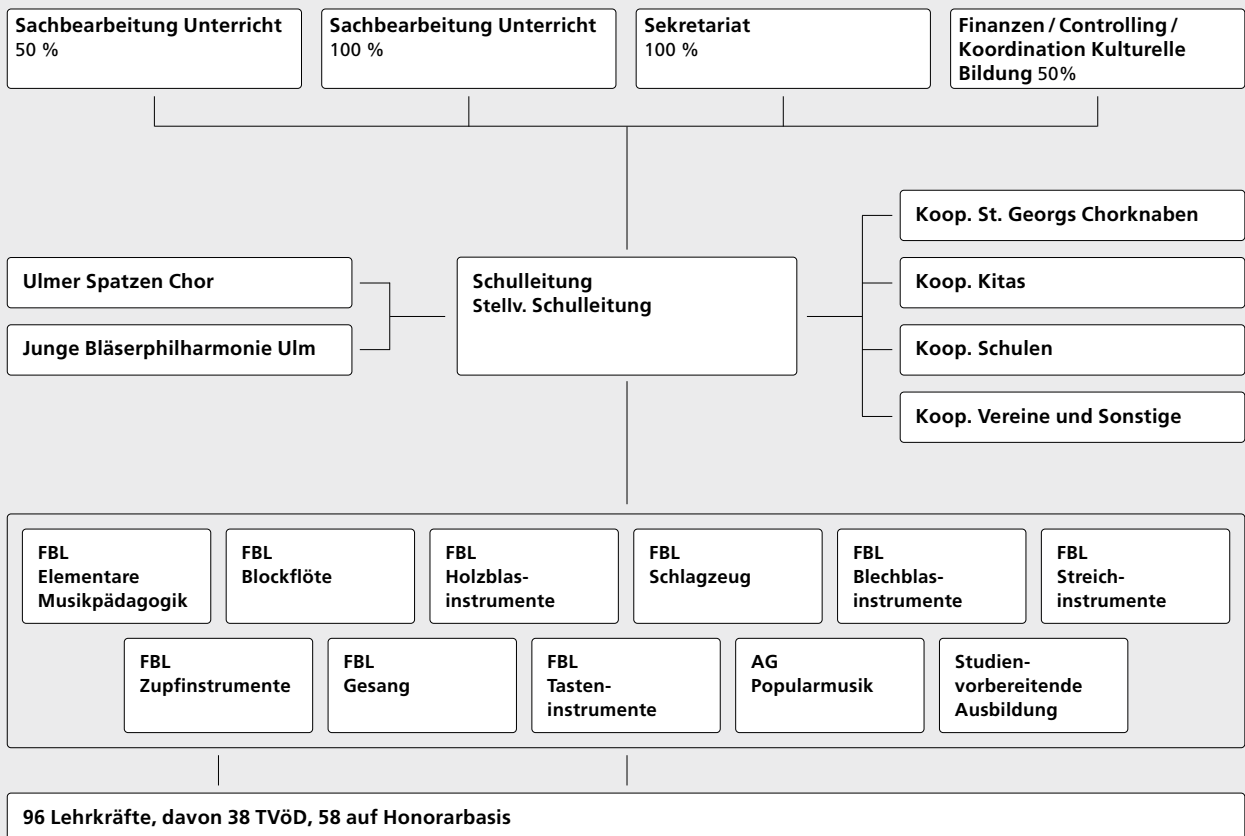 Sachbearbeitung Unterricht
50 %
Sachbearbeitung Unterricht
100 %
Sekretariat
100 %
Finanzen / Controlling /
Koordination Kulturelle
Bildung 50%
Koop. St. Georgs Chorknaben
Ulmer Spatzen Chor
Junge Bläserphilharmonie Ulm
Schulleitung
Stellv. Schulleitung
Koop. Kitas
Koop. Schulen
Koop. Vereine und Sonstige
FBL
Elementare
Musikpädagogik
FBL
Blockflöte
FBL
Holzblas-
instrumente
FBL
Schlagzeug
FBL
Blechblas-
instrumente
FBL
Streich-
instrumente
FBL
Zupfinstrumente
FBL
Gesang
FBL
Tasten-
instrumente
AG
Popularmusik
Studien-
vorbereitende
Ausbildung
96 Lehrkräfte, davon 38 TVöD, 58 auf Honorarbasis